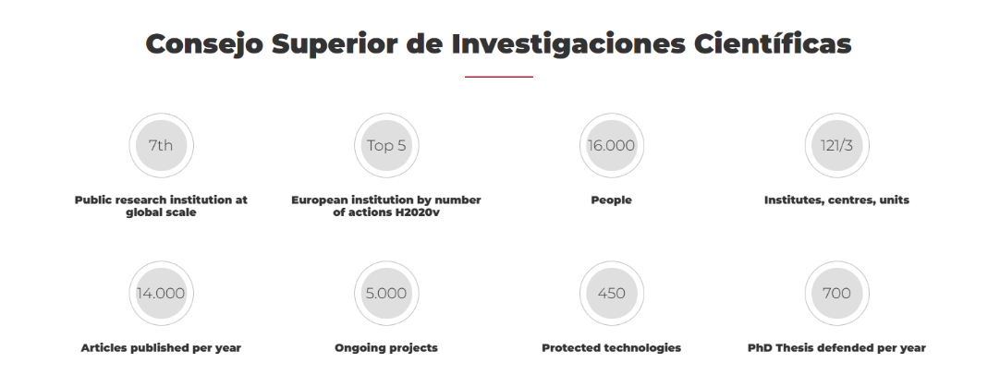 Consejo Superior de Investigaciones Científicas
7th
Public research institution at
global scale
Top 5
European institution by number
of actions H2020v
16.000
People
121/3
Institutes, centres, units
14.000
Articles published per year
5.000
Ongoing projects
450
Protected technologies
700
PhD Thesis defended per year